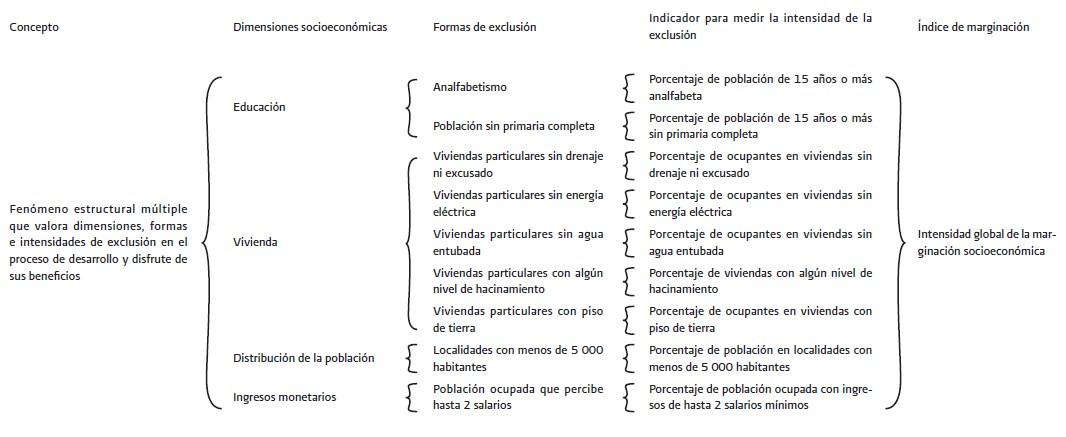 Concepto
Dimensiones socioeconómicas
Formas de exclusión
Indicador para medir la intensidad de la
exclusión
Índice de marginación
Fenómeno estructural múltiple
que valora dimensiones, formas
e intensidades de exclusión en el
proceso de desarrollo y disfrute de
sus beneficios
Educación
Analfabetismo
Porcentaje de población de 15 años o más
analfabeta
Población sin primaria completa
Porcentaje de población de 15 años o más
sin primaria completa
Vivienda
Viviendas particulares sin drenaje
ni excusado
Porcentaje de ocupantes en viviendas sin
drenaje ni excusado
Viviendas particulares sin energía
eléctrica
Porcentaje de ocupantes en viviendas sin
energía eléctrica
Viviendas particulares sin agua
entubada
Porcentaje de ocupantes en viviendas sin
agua entubada
Viviendas particulares con algún
nivel de hacinamiento
Porcentaje de viviendas con algún nivel de
hacinamiento
Viviendas particulares con piso
de tierra
Porcentaje de ocupantes en viviendas con
piso de tierra
Distribución de la población
Localidades con menos de 5 000
habitantes
Porcentaje de población en localidades con
menos de 5 000 habitantes
Ingresos monetarios
Población ocupada que percibe
hasta 2 salarios
Porcentaje de población ocupada con ingre-
sos de hasta 2 salarios mínimos
Intensidad global de la mar-
ginación socioeconómica